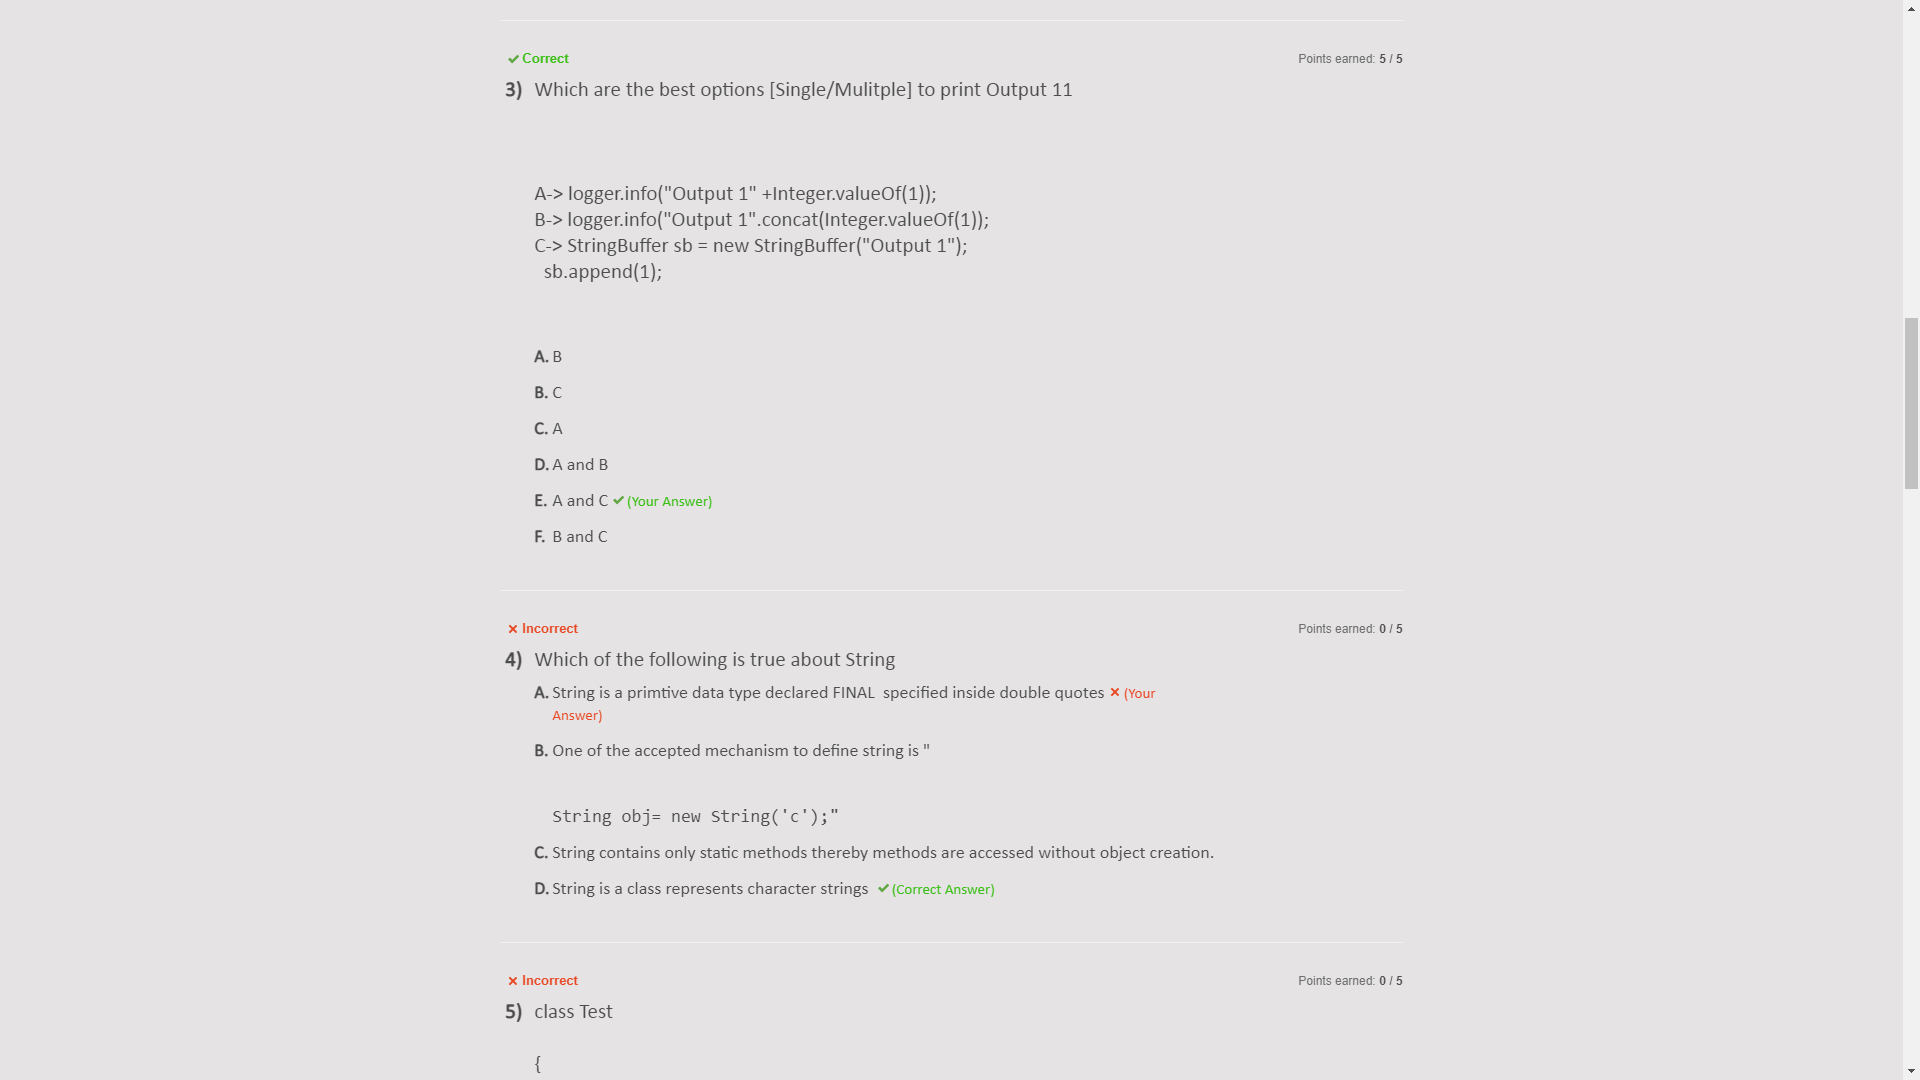 Correct
Points earned: 5 / 5
3) Which are the best options [Single/Mulitple] to print Output 11
A-> logger.info("Output 1" +Integer.valueOf(1));
B-> logger.info("Output 1".concat(Integer.valueOf(1));
C-> StringBuffer sb = new StringBuffer("Output 1");
sb.append(1);
A. B
B. C
C. A
D. A and B
E. A and C (Your Answer)
F. B and C
Incorrect
Points earned: 0 / 5
4) Which of the following is true about String
A. String is a primtive data type declared FINAL specified inside double quotes (Your
Answer)
B. One of the accepted mechanism to define string is "
String obj= new String('c');"
C. String contains only static methods thereby methods are accessed without object creation.
D. String is a class represents character strings (Correct Answer)
Incorrect
Points earned: 0 / 5
5) class Test
{